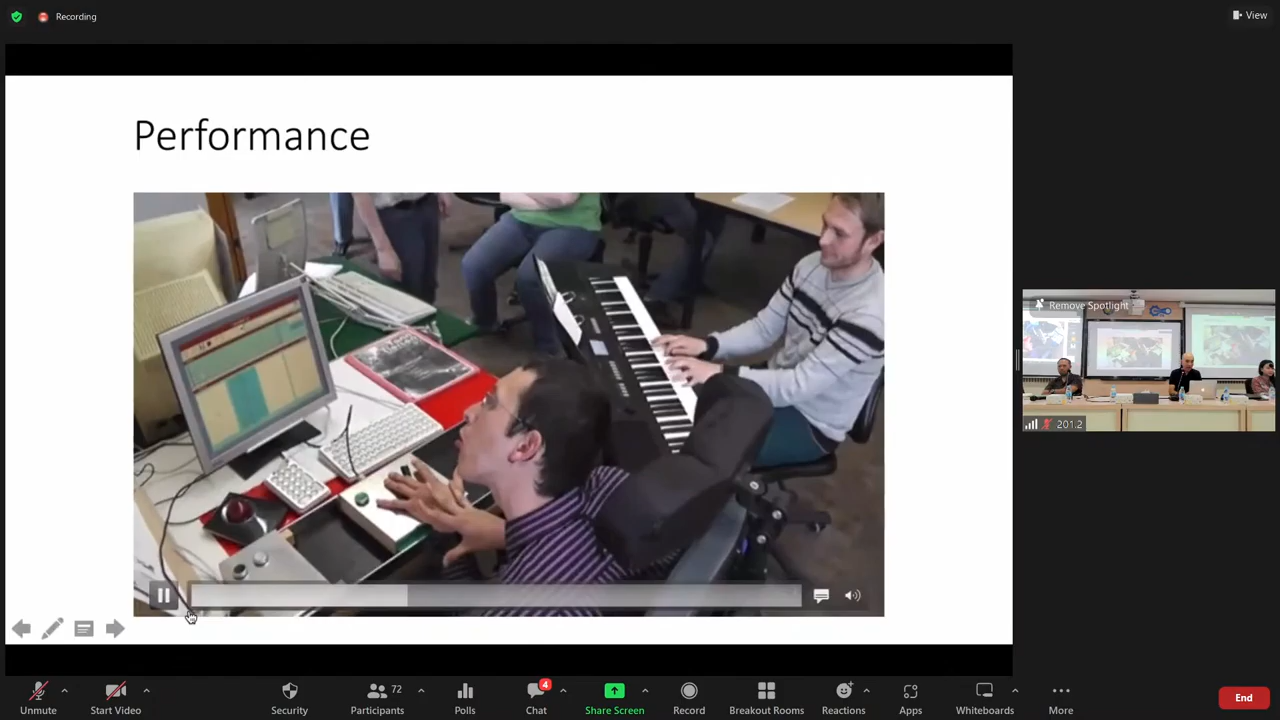 Recording
View
Performance
Remove Spotlight
201.2
Unmute
Start Video
Security
72
Participants
Polls
4
Chat
Share Screen
Record
Breakout Rooms
Reactions
Apps
Whiteboards
More
End